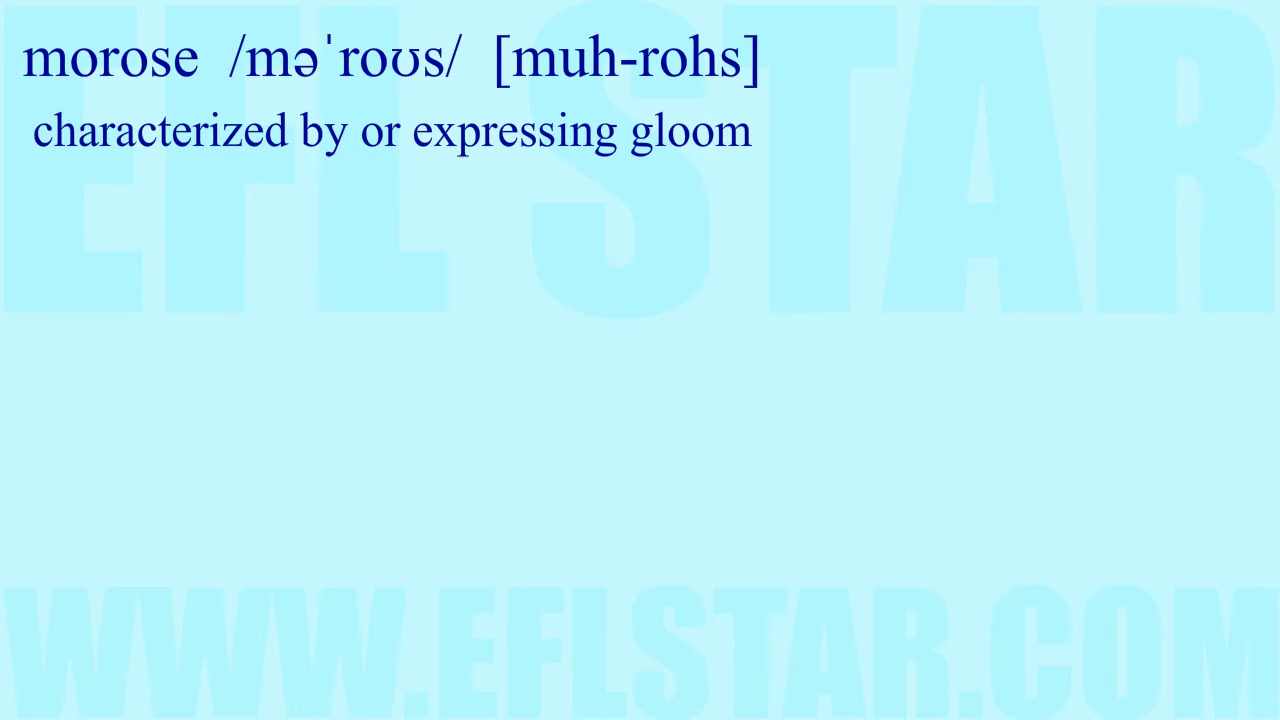 morose /məˈroʊs/ [muh-rohs]
characterized by or expressing gloom
EFL STAR
WWW.EFLSTAR.COM